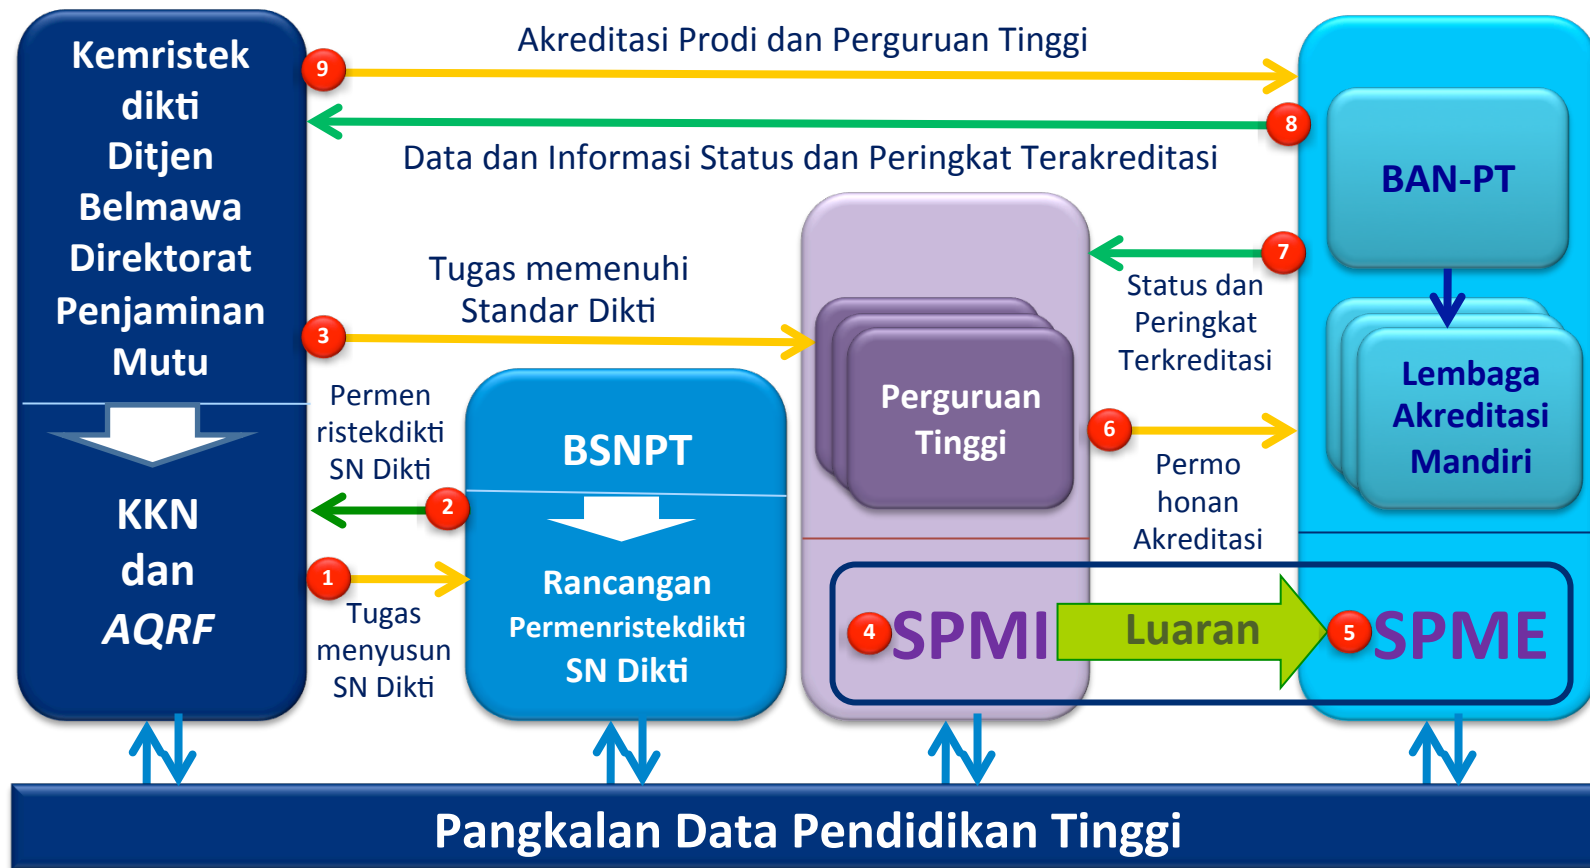 Kemristek
dikti
Ditjen
Belmawa
Direktorat
Penjaminan
Mutu
KKN
dan
AQRF
9
Akreditasi Prodi dan Perguruan Tinggi
8
Data dan Informasi Status dan Peringkat Terakreditasi
3
Tugas memenuhi
Standar Dikti
Permen
ristekdikti
SN Dikti
2
1
Tugas
menyusun
SN Dikti
BSNPT
Rancangan
Permenristekdikti
SN Dikti
Perguruan
Tinggi
7
Status dan
Peringkat
Terkreditasi
6
Permo
honan
Akreditasi
BAN-PT
Lembaga
Akreditasi
Mandiri
4
SPMI
Luaran
5
SPME
Pangkalan Data Pendidikan Tinggi